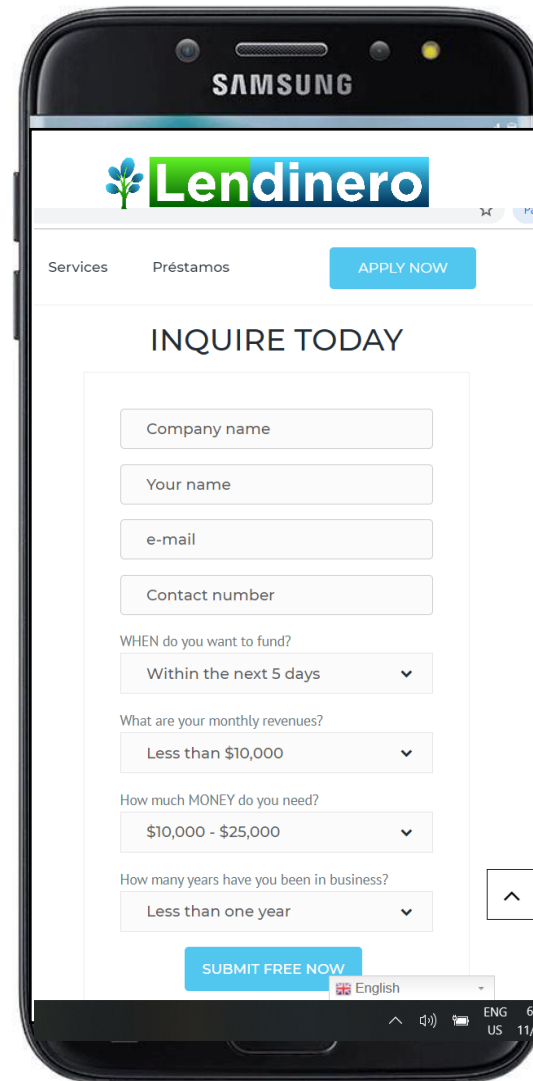 SAMSUNG
Lendinero
Services Préstamos APPLY NOW
INQUIRE TODAY
Company name
Your name
e-mail
Contact number
WHEN do you want to fund?
Within the next 5 days
What are your monthly revenues?
Less than $10,000
How much MONEY do you need?
$10,000 - $25,000
How many years have you been in business?
Less than one year
SUBMIT FREE NOW
English
ENG 6
US 11/